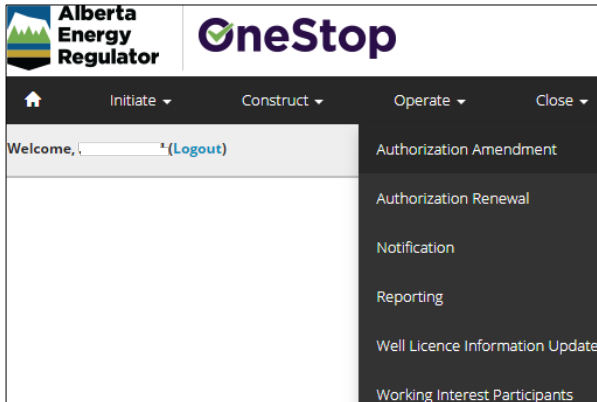 Alberta
Energy
Regulator
OneStop
Initiate
Construct
Operate
Close
Welcome, (Logout)
Authorization Amendment
Authorization Renewal
Notification
Reporting
Well Licence Information Update
Working Interest Participants